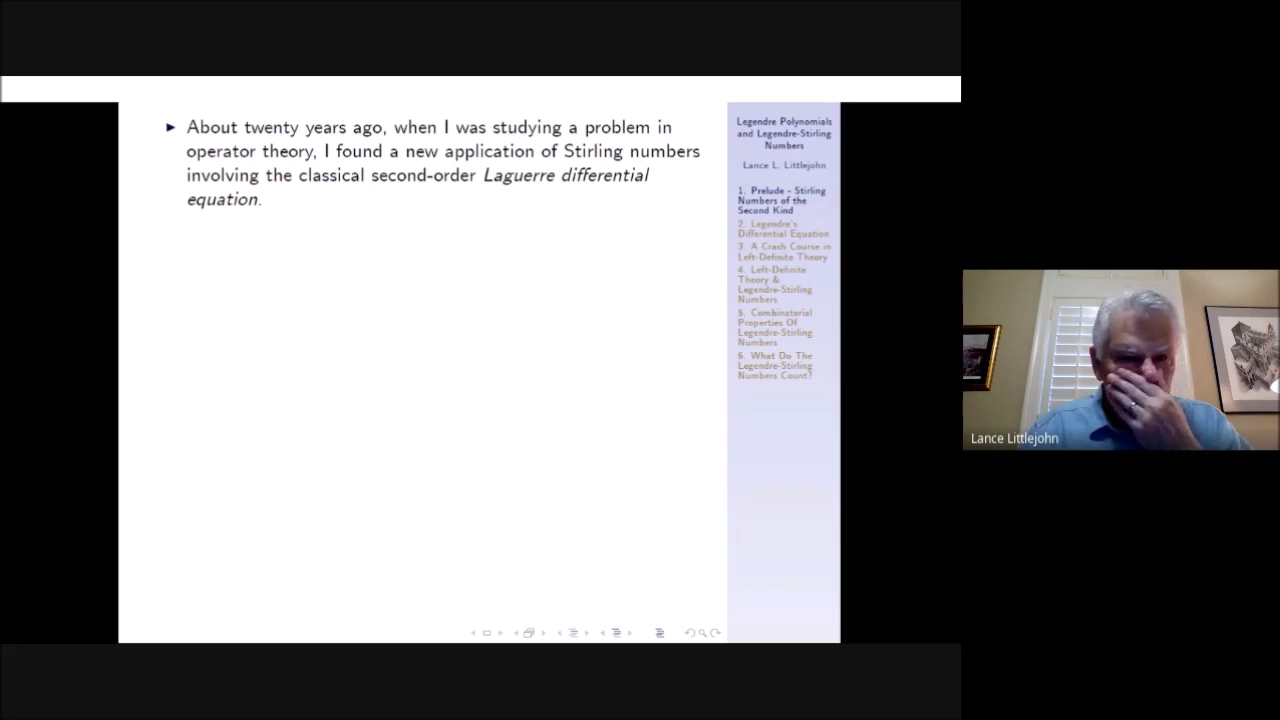 ► About twenty years ago, when I was studying a problem in
operator theory, I found a new application of Stirling numbers
involving the classical second-order Laguerre differential
equation.
Legendre Polynomials
and Legendre-Stirling
Numbers
Lance L. Littlejohn
1. Prelude - Stirling
Numbers of the
Second Kind
2. Legendre's
Differential Equation
3. A Crash Course in
Left-Definite Theory
4. Left-Definite
Theory &
Legendre-Stirling
Numbers
5. Combinatorial
Properties Of
Legendre-Stirling
Numbers
6. What Do The
Legendre-Stirling
Numbers Count?
Lance Littlejohn